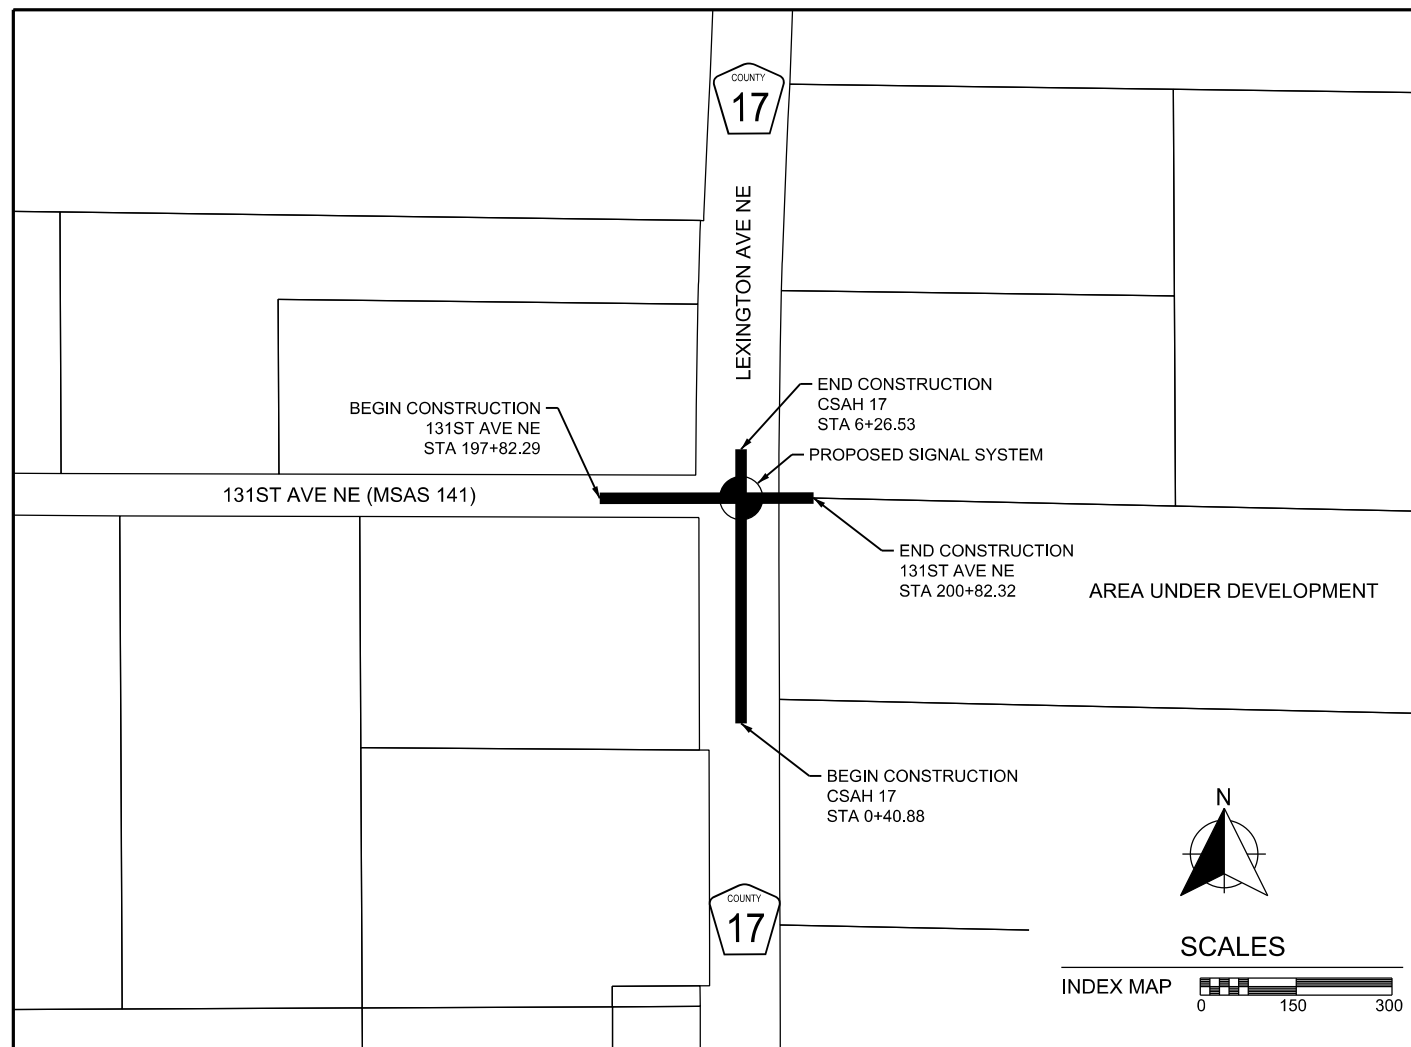 COUNTY
17
LEXINGTON AVE NE
END CONSTRUCTION
CSAH 17
STA 6+26.53
BEGIN CONSTRUCTION
131ST AVE NE
STA 197+82.29
PROPOSED SIGNAL SYSTEM
131ST AVE NE (MSAS 141)
END CONSTRUCTION
131ST AVE NE
STA 200+82.32
AREA UNDER DEVELOPMENT
BEGIN CONSTRUCTION
CSAH 17
STA 0+40.88
N
COUNTY
17
SCALES
INDEX MAP
0 150 300